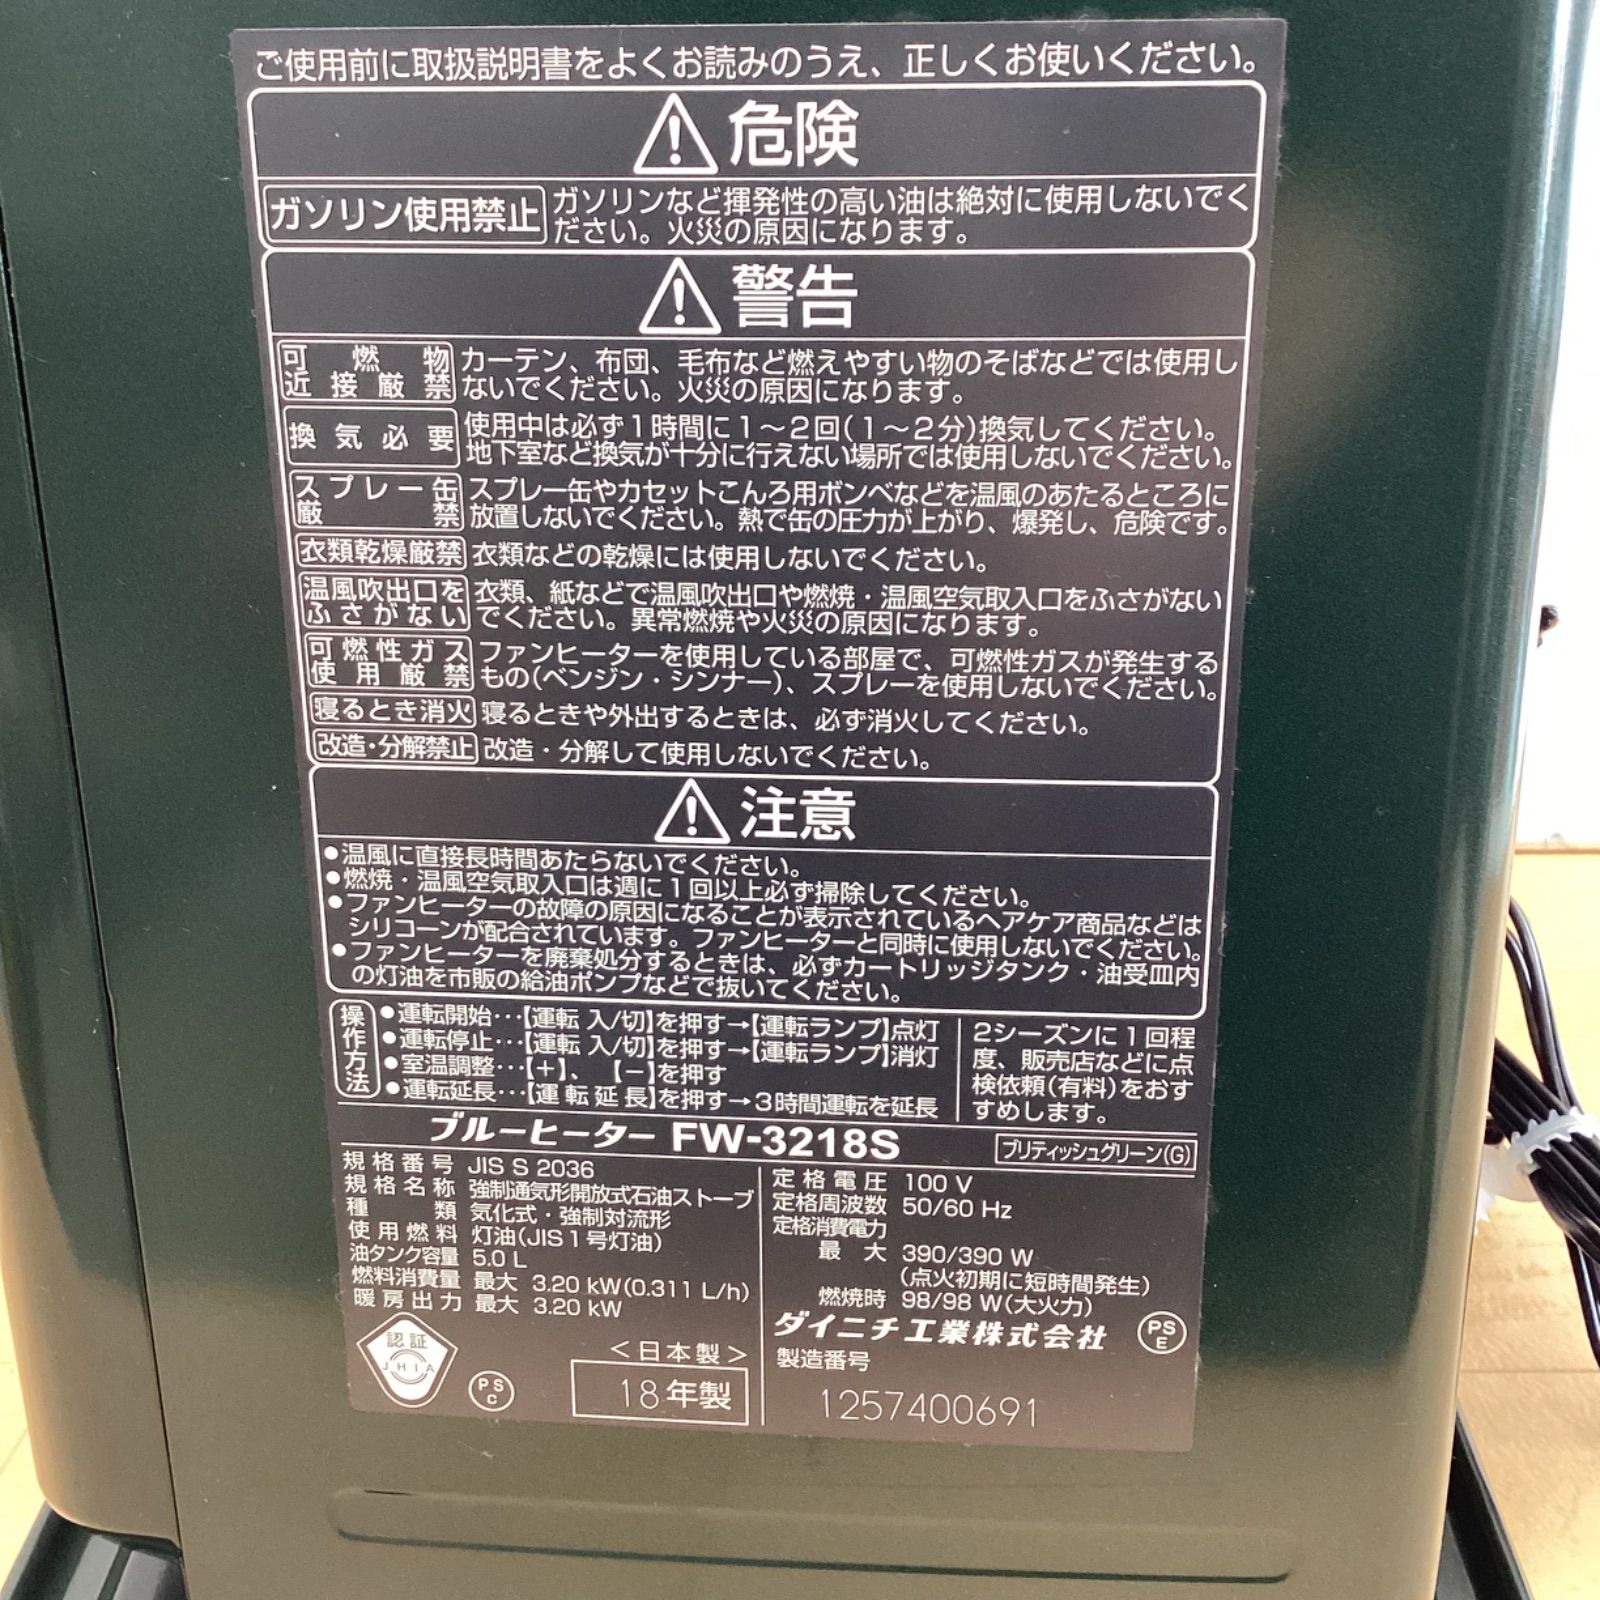 ご使用前に取扱説明書をよくお読みのうえ、正しくお使いください。
危険
ガソリン使用禁止
ガソリンなど揮発性の高い油は絶対に使用しないでく
ださい。火災の原因になります。
警告
可燃物
近接厳禁
カーテン、布団、毛布など燃えやすい物のそばなどでは使用し
ないでください。火災の原因になります。
換気必要
使用中は必ず1時間に1～2回(1～2分)換気してください。
地下室など換気が十分に行えない場所では使用しないでください。
スプレー缶
厳禁
スプレー缶やカセットこんろ用ボンベなどを温風のあたるところに
放置しないでください。熱で缶の圧力が上がり、爆発し、危険です。
衣類乾燥厳禁
衣類などの乾燥には使用しないでください。
温風吹出口を
ふさがない
衣類、紙などで温風吹出口や燃焼・温風空気取入口をふさがない
でください。異常燃焼や火災の原因になります。
可燃性ガス
使用厳禁
ファンヒーターを使用している部屋で、可燃性ガスが発生する
もの(ベンジン・シンナー)、スプレーを使用しないでください。
寝るとき消火
寝るときや外出するときは、必ず消火してください。
改造・分解禁止
改造・分解して使用しないでください。
注意
●温風に直接長時間あたらないでください。
●燃焼・温風空気取入口は週に1回以上必ず掃除してください。
●ファンヒーターの故障の原因になることが表示されているヘアケア商品などは
シリコーンが配合されています。ファンヒーターと同時に使用しないでください。
●ファンヒーターを廃棄処分するときは、必ずカートリッジタンク・油受皿内
の灯油を市販の給油ポンプなどで抜いてください。
操作方法
●運転開始…【運転 入/切】を押す→【運転ランプ】点灯
●運転停止…【運転 入/切】を押す→【運転ランプ】消灯
●室温調整…【＋】、【－】を押す
●運転延長…【運転延長】を押す→3時間運転を延長
2シーズンに1回程
度、販売店などに点
検依頼(有料)をおす
すめします。
ブルーヒーター FW-3218S
ブリティッシュグリーン(G)
規格番号 JIS S 2036
規格名称 強制通気形開放式石油ストーブ
種類 気化式・強制対流形
使用燃料 灯油(JIS1号灯油)
油タンク容量 5.0 L
燃料消費量 最大 3.20 kW(0.311 L/h)
暖房出力 最大 3.20 kW
認証
JHIA
PS
C
<日本製>
18年製
定格電圧 100 V
定格周波数 50/60 Hz
定格消費電力
最大 390/390 W
(点火初期に短時間発生)
燃焼時 98/98 W(大火力)
ダイニチ工業株式会社
PS
E
製造番号
1257400691